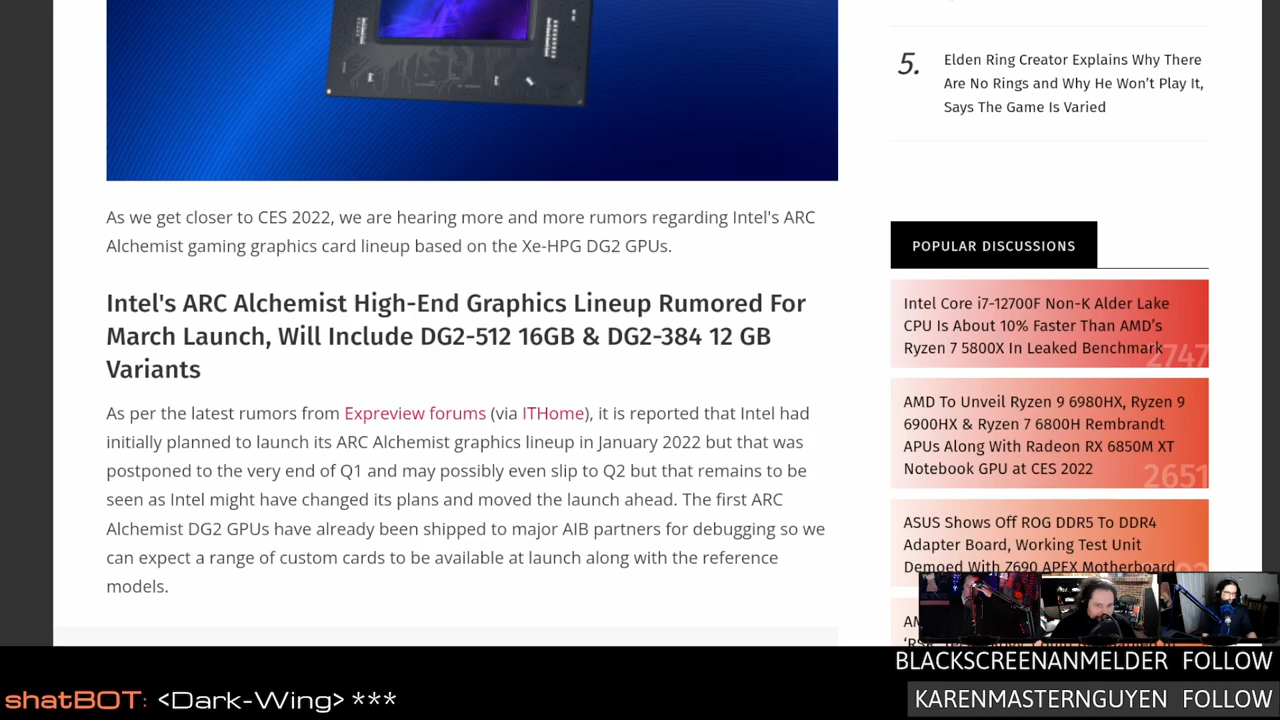 As we get closer to CES 2022, we are hearing more and more rumors regarding Intel's ARC
Alchemist gaming graphics card lineup based on the Xe-HPG DG2 GPUs.
Intel's ARC Alchemist High-End Graphics Lineup Rumored For
March Launch, Will Include DG2-512 16GB & DG2-384 12 GB
Variants
As per the latest rumors from Expreview forums (via ITHome), it is reported that Intel had
initially planned to launch its ARC Alchemist graphics lineup in January 2022 but that was
postponed to the very end of Q1 and may possibly even slip to Q2 but that remains to be
seen as Intel might have changed its plans and moved the launch ahead. The first ARC
Alchemist DG2 GPUs have already been shipped to major AIB partners for debugging so we
can expect a range of custom cards to be available at launch along with the reference
models.
5.
Elden Ring Creator Explains Why There
Are No Rings and Why He Won't Play It,
Says The Game Is Varied
POPULAR DISCUSSIONS
Intel Core i7-12700F Non-K Alder Lake
CPU Is About 10% Faster Than AMD's
Ryzen 7 5800X In Leaked Benchmark
2747
AMD To Unveil Ryzen 9 6980HX, Ryzen 9
6900HX & Ryzen 7 6800H Rembrandt
APUs Along With Radeon RX 6850M XT
Notebook GPU at CES 2022
2651
ASUS Shows Off ROG DDR5 To DDR4
Adapter Board, Working Test Unit
Demoed With Z690 APEX Motherboard
BLACKSCREENANMELDER FOLLOW
KARENMASTERNGUYEN FOLLOW
shatBOT: <Dark-Wing> ***